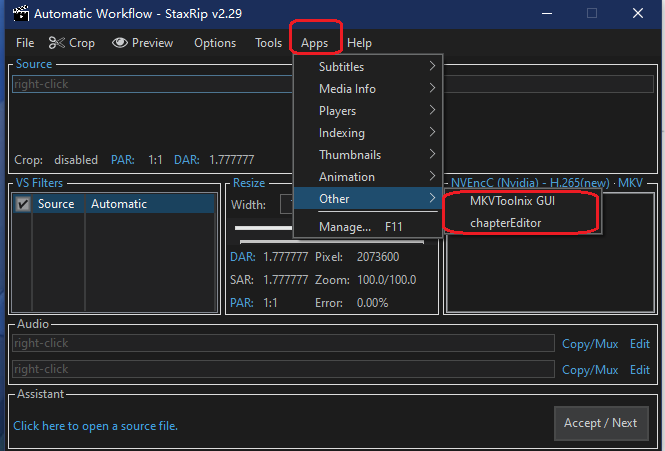 Automatic Workflow - StaxRip v2.29
File Crop Preview Options Tools Apps Help
Source
right-click
Subtitles
Media Info
Players
Indexing
Thumbnails
Animation
Other
Manage... F11
MKVToolnix GUI
chapterEditor
Crop: disabled PAR: 1:1 DAR: 1.777777
VS Filters
Source Automatic
Resize
Width:
DAR: 1.777777 Pixel: 2073600
SAR: 1.777777 Zoom: 100.0/100.0
PAR: 1:1 Error: 0.00%
NVEncC (Nvidia) - H.265(new) · MKV
Audio
right-click Copy/Mux Edit
right-click Copy/Mux Edit
Assistant
Click here to open a source file.
Accept / Next